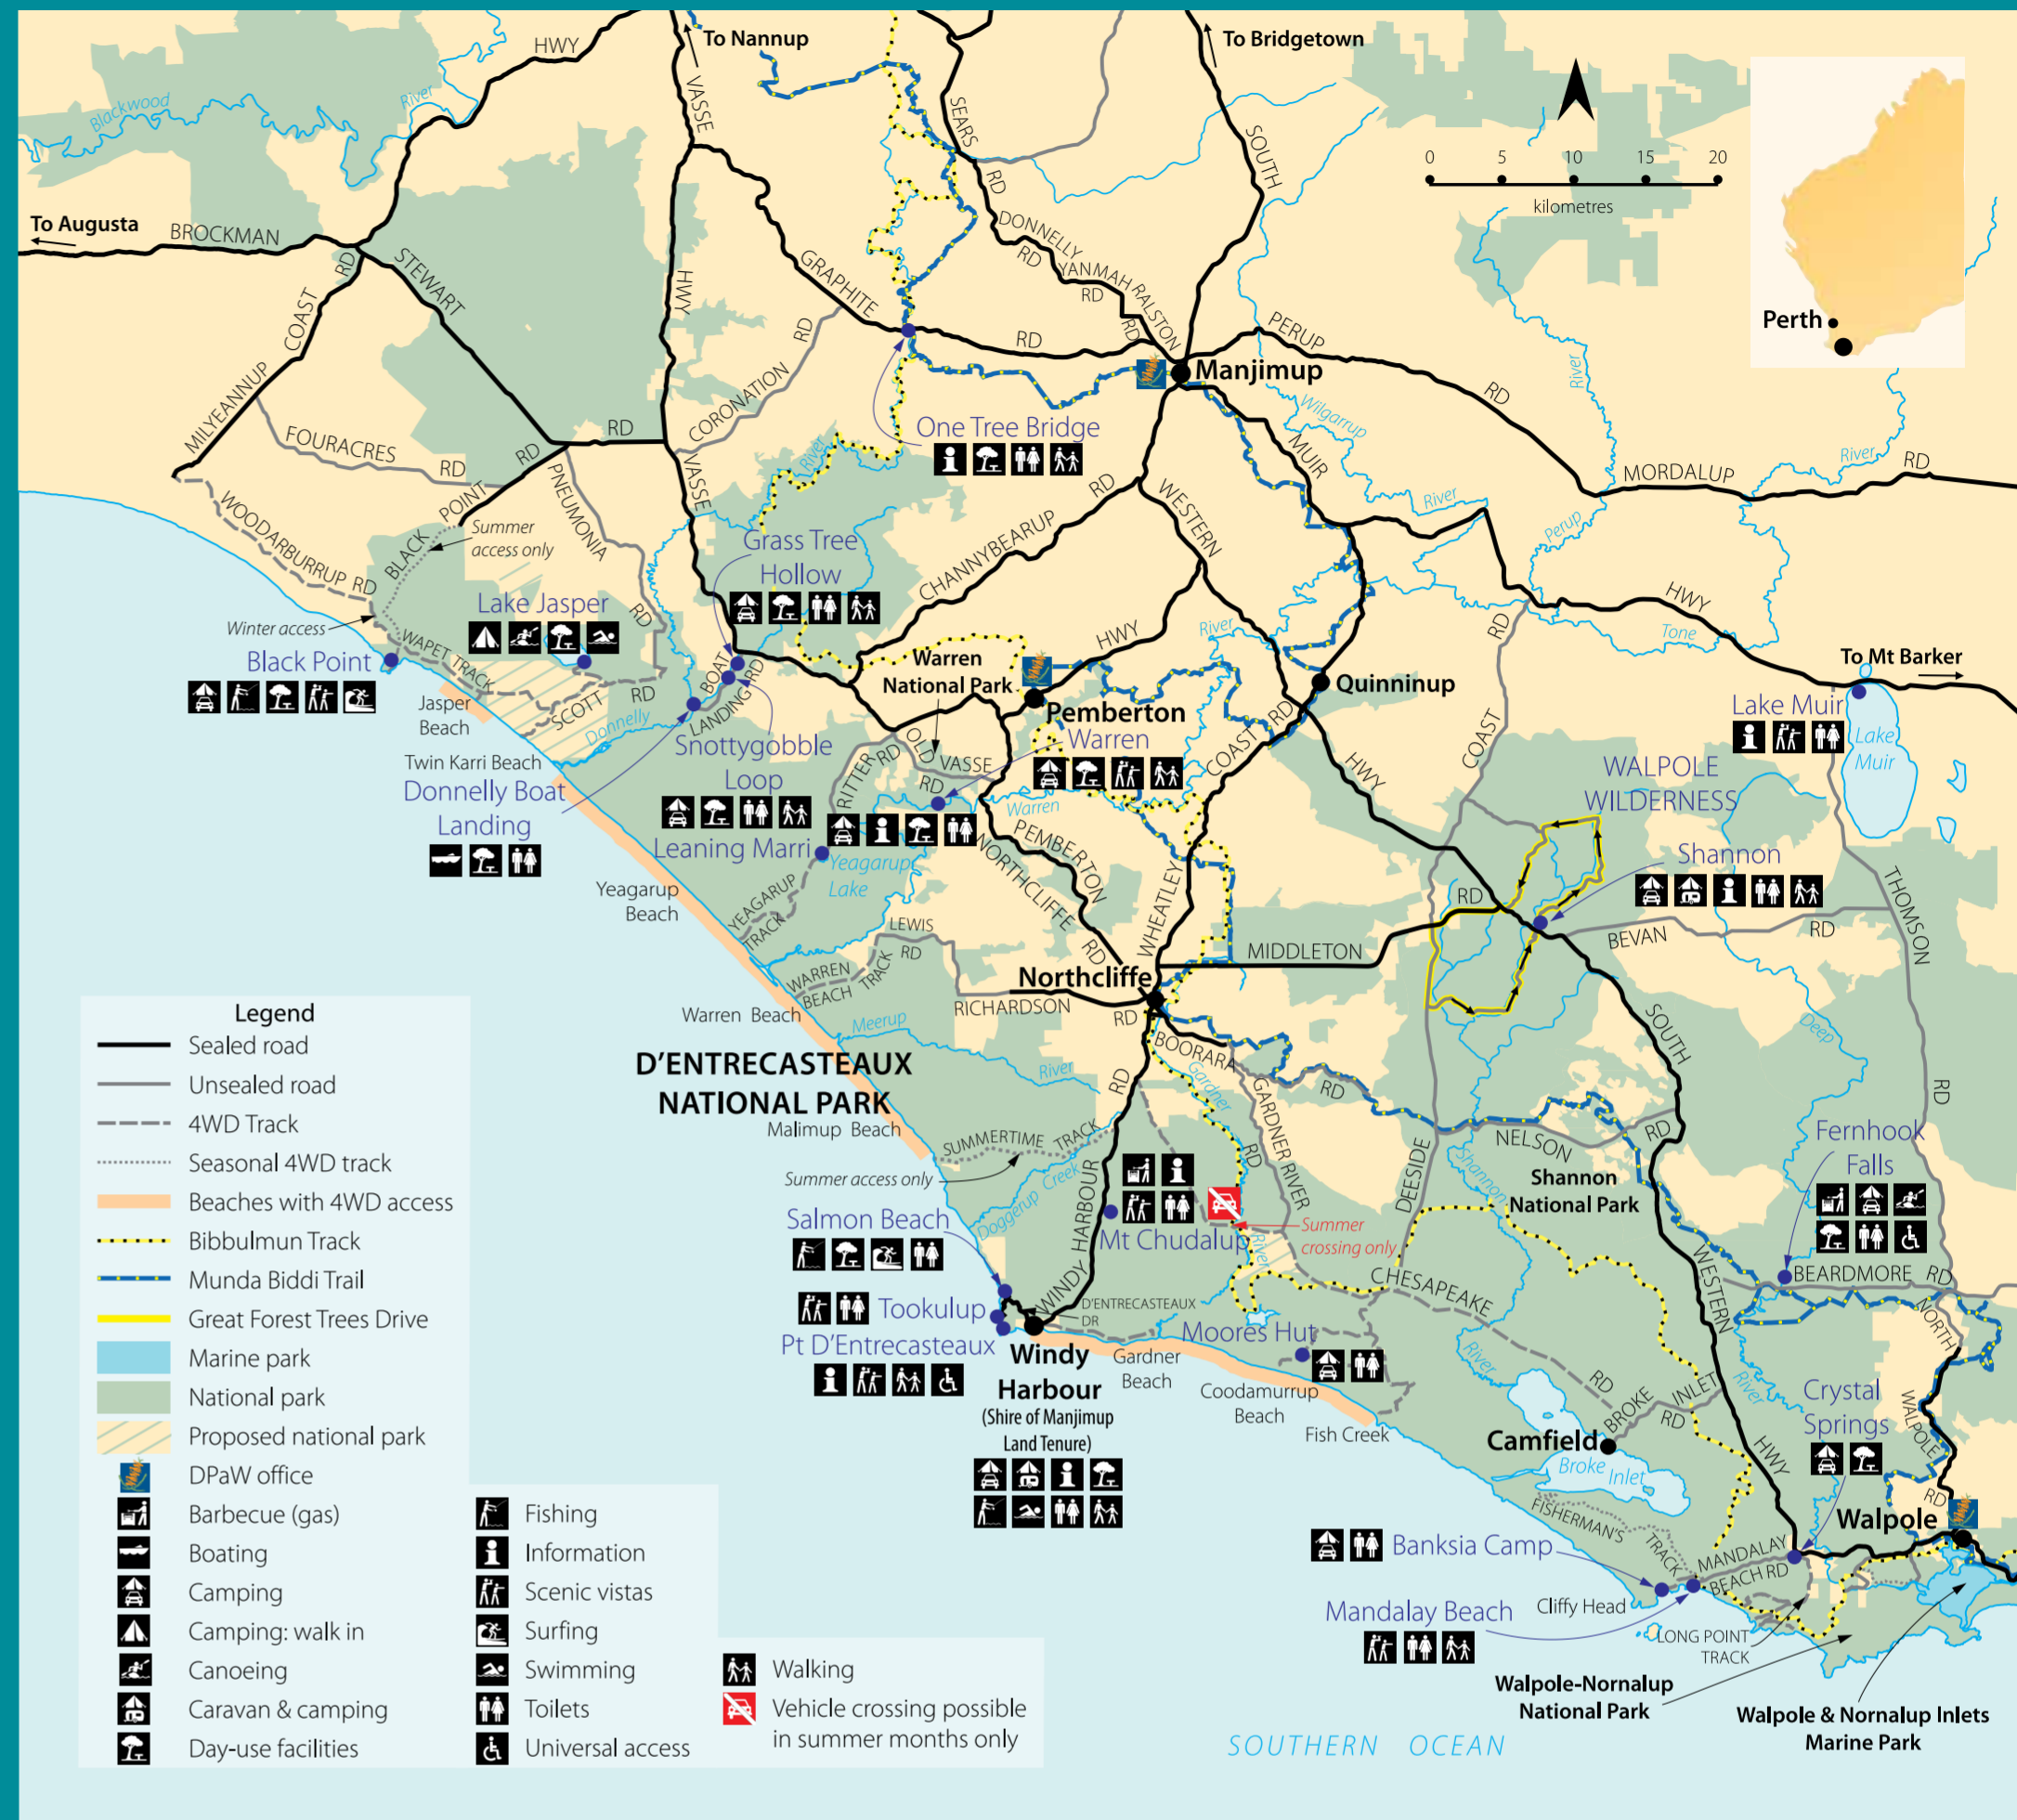 To Nannup
To Bridgetown
HWY
VASSE
SEARS
RD
SOUTH
Blackwood
River
0 5 10 15 20
kilometres
Perth
To Augusta
BROCKMAN
RD
STEWART
COAST
MILYEANNUP
HWY
GRAPHITE
RD
DONNELLY
RD
YANMAH
RD
RALSTON
RD
PERUP
RD
Manjimup
River
CORONATION
RD
One Tree Bridge
Wilgarrup
River
MUIR
MORDALUP
River
RD
FOURACRES
RD
RD
RD
POINT
BLACK
PNEUMONIA
RD
VASSE
River
WOODARBURRUP RD
Summer
access only
Winter access
Black Point
WAPET TRACK
Lake Jasper
Grass Tree
Hollow
CHANNYBEARUP
RD
WESTERN
HWY
Perup
HWY
Tone
River
To Mt Barker
Jasper
Beach
SCOTT
RD
Donnelly
BOAT
LANDING
RD
Warren
National Park
Pemberton
Quinninup
RD
COAST
Lake Muir
Lake
Muir
Twin Karri Beach
Donnelly Boat
Landing
Snottygobble
Loop
OLD VASSE
RD
RITTER
RD
Warren
Warren
COAST
RD
HWY
WALPOLE
WILDERNESS
Leaning Marri
Yeagarup
Lake
PEMBERTON
NORTHCLIFFE
RD
WHEATLEY
Shannon
Yeagarup
Beach
YEAGARUP
TRACK
LEWIS
RD
WARREN
BEACH
TRACK
RD
MIDDLETON
BEVAN
RD
THOMSON
RD
Northcliffe
RICHARDSON
RD
Warren Beach
Meerup
River
BOORARA
RD
Gardner
River
GARDNER RIVER
RD
SOUTH
Deep
River
D'ENTRECASTEAUX
NATIONAL PARK
Malimup Beach
SUMMERTIME TRACK
Summer access only
Doggerup Creek
RD
WINDY HARBOUR
DEESIDE
NELSON
RD
Shannon
River
Shannon
National Park
Fernhook
Falls
Salmon Beach
Mt Chudalup
Summer
crossing only
BEARDMORE RD
Tookulup
Pt D'Entrecasteaux
D'ENTRECASTEAUX
DR
Windy
Harbour
(Shire of Manjimup
Land Tenure)
Gardner
Beach
Moores Hut
Coodamurrup
Beach
Fish Creek
CHESAPEAKE
RD
BROKE
INLET
RD
WESTERN
HWY
NORTH
WALPOLE
RD
Crystal
Springs
Camfield
Broke Inlet
FISHERMAN'S
TRACK
Walpole
Banksia Camp
MANDALAY
BEACH RD
Mandalay Beach
Cliffy Head
LONG POINT
TRACK
Walpole-Nornalup
National Park
Walpole & Nornalup Inlets
Marine Park
SOUTHERN OCEAN
Legend
Sealed road
Unsealed road
4WD Track
Seasonal 4WD track
Beaches with 4WD access
Bibbulmun Track
Munda Biddi Trail
Great Forest Trees Drive
Marine park
National park
Proposed national park
DPaW office
Barbecue (gas)
Boating
Camping
Camping: walk in
Canoeing
Caravan & camping
Day-use facilities
Fishing
Information
Scenic vistas
Surfing
Swimming
Toilets
Universal access
Walking
Vehicle crossing possible
in summer months only